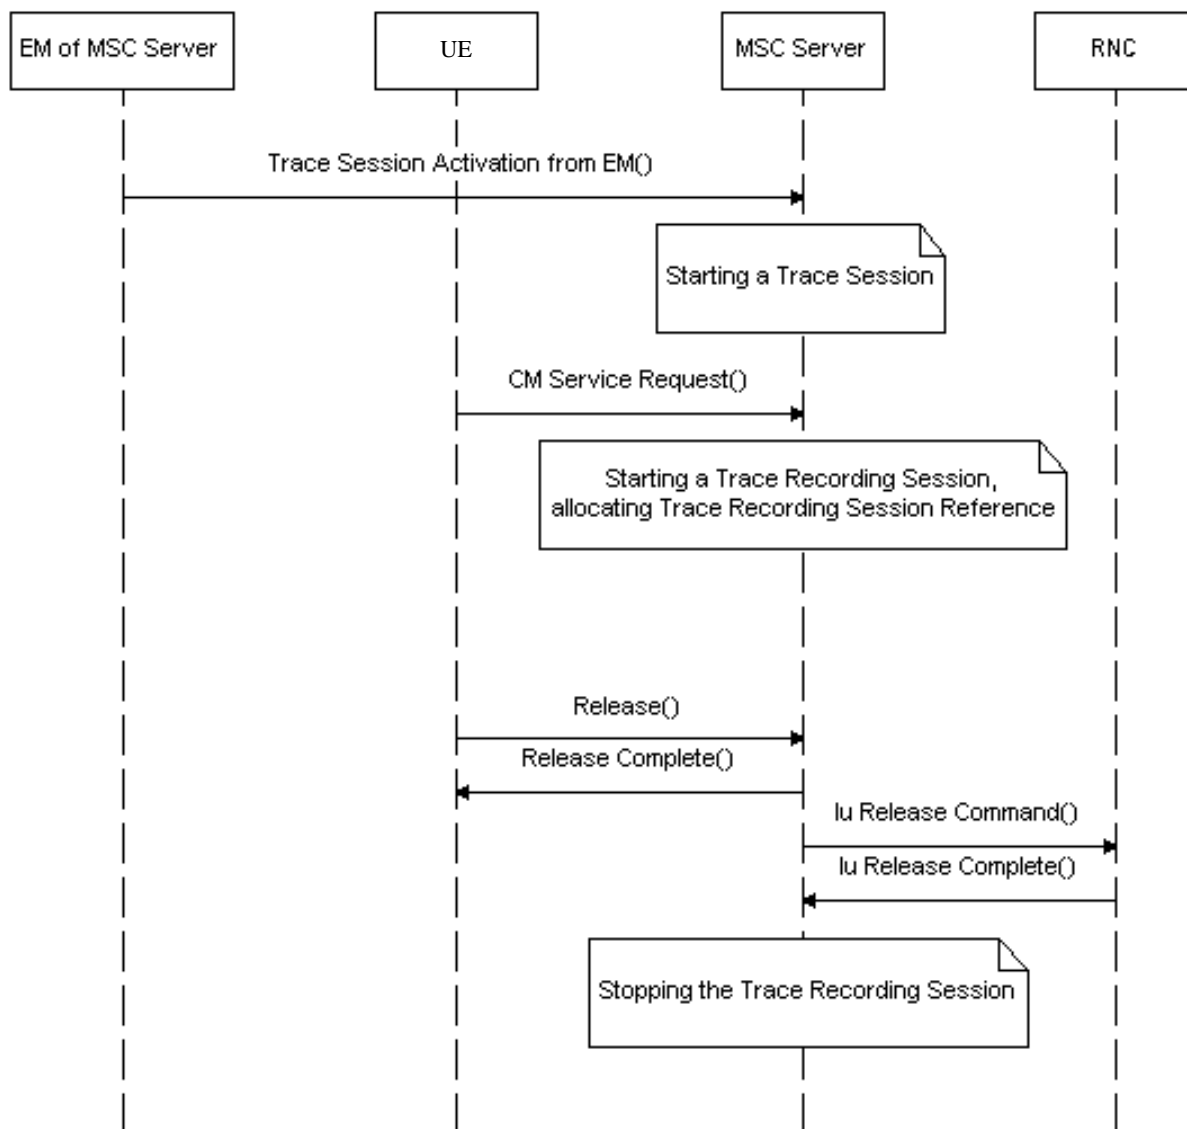 EM of MSC Server
UE
MSC Server
RNC
Trace Session Activation from EM()
Starting a Trace Session
CM Service Request()
Starting a Trace Recording Session,
allocating Trace Recording Session Reference
Release()
Release Complete()
Iu Release Command()
Iu Release Complete()
Stopping the Trace Recording Session